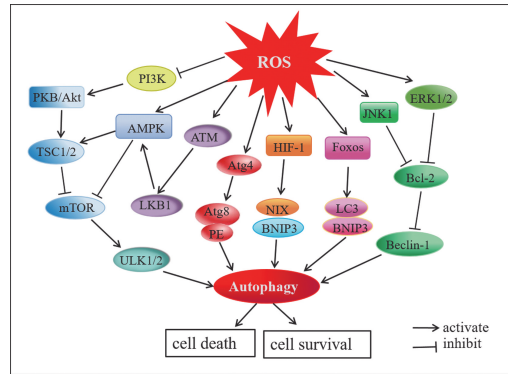 ROS
PI3K
PKB/Akt
ERK1/2
JNK1
AMPK
ATM
HIF-1
Foxos
TSC1/2
Atg4
Bcl-2
mTOR
LKB1
Atg8
PE
NIX
BNIP3
LC3
BNIP3
Beclin-1
ULK1/2
Autophagy
cell death
cell survival
activate
inhibit